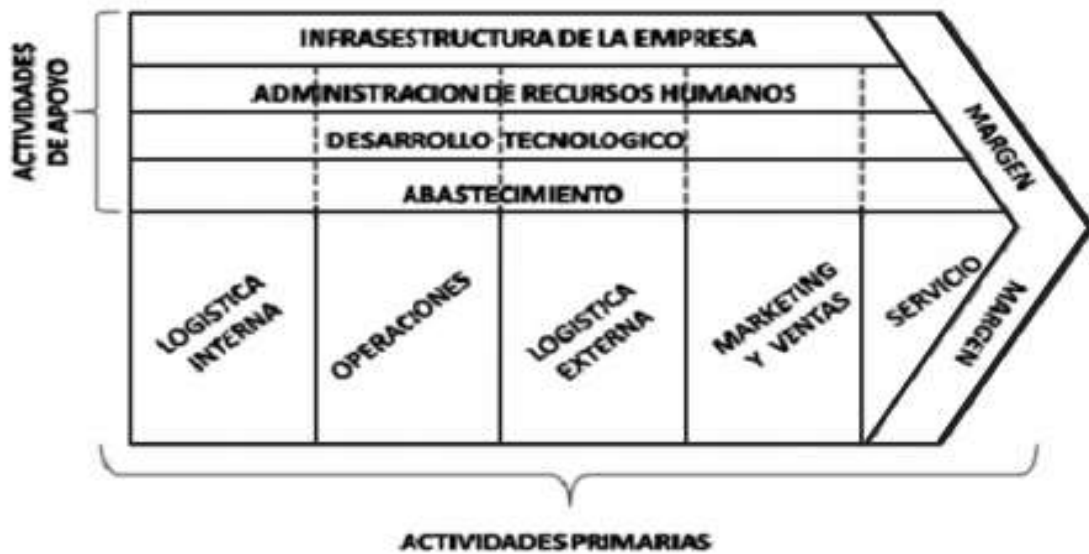 ACTIVIDADES
DE APOYO
INFRASESTRUCTURA DE LA EMPRESA
ADMINISTRACION DE RECURSOS HUMANOS
DESARROLLO TECNOLOGICO
ABASTECIMIENTO
LOGISTICA
INTERNA
OPERACIONES
LOGISTICA
EXTERNA
MARKETING
Y VENTAS
SERVICIO
MARGEN
MARGEN
ACTIVIDADES PRIMARIAS